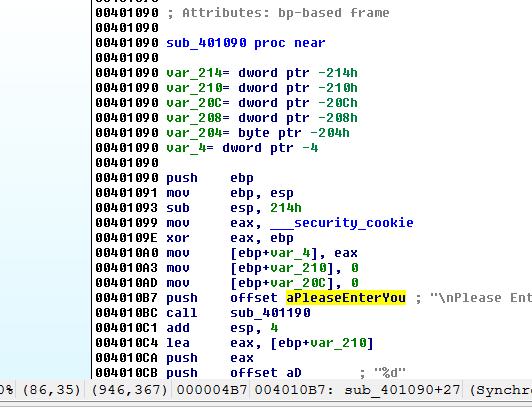 00401090 ; Attributes: bp-based frame
00401090
00401090 sub_401090 proc near
00401090
00401090 var_214= dword ptr -214h
00401090 var_210= dword ptr -210h
00401090 var_20C= dword ptr -20Ch
00401090 var_208= dword ptr -208h
00401090 var_204= byte ptr -204h
00401090 var_4= dword ptr -4
00401090
00401090 push ebp
00401091 mov ebp, esp
00401093 sub esp, 214h
00401099 mov eax, ___security_cookie
0040109E xor eax, ebp
004010A0 mov [ebp+var_4], eax
004010A3 mov [ebp+var_210], 0
004010AD mov [ebp+var_20C], 0
004010B7 push offset aPleaseEnterYou ; "\nPlease Ent
004010BC call sub_401190
004010C1 add esp, 4
004010C4 lea eax, [ebp+var_210]
004010CA push eax
004010CB push offset aD ; "%d"
0% (86,35) (946,367) 000004B7 004010B7: sub_401090+27 (Synchro